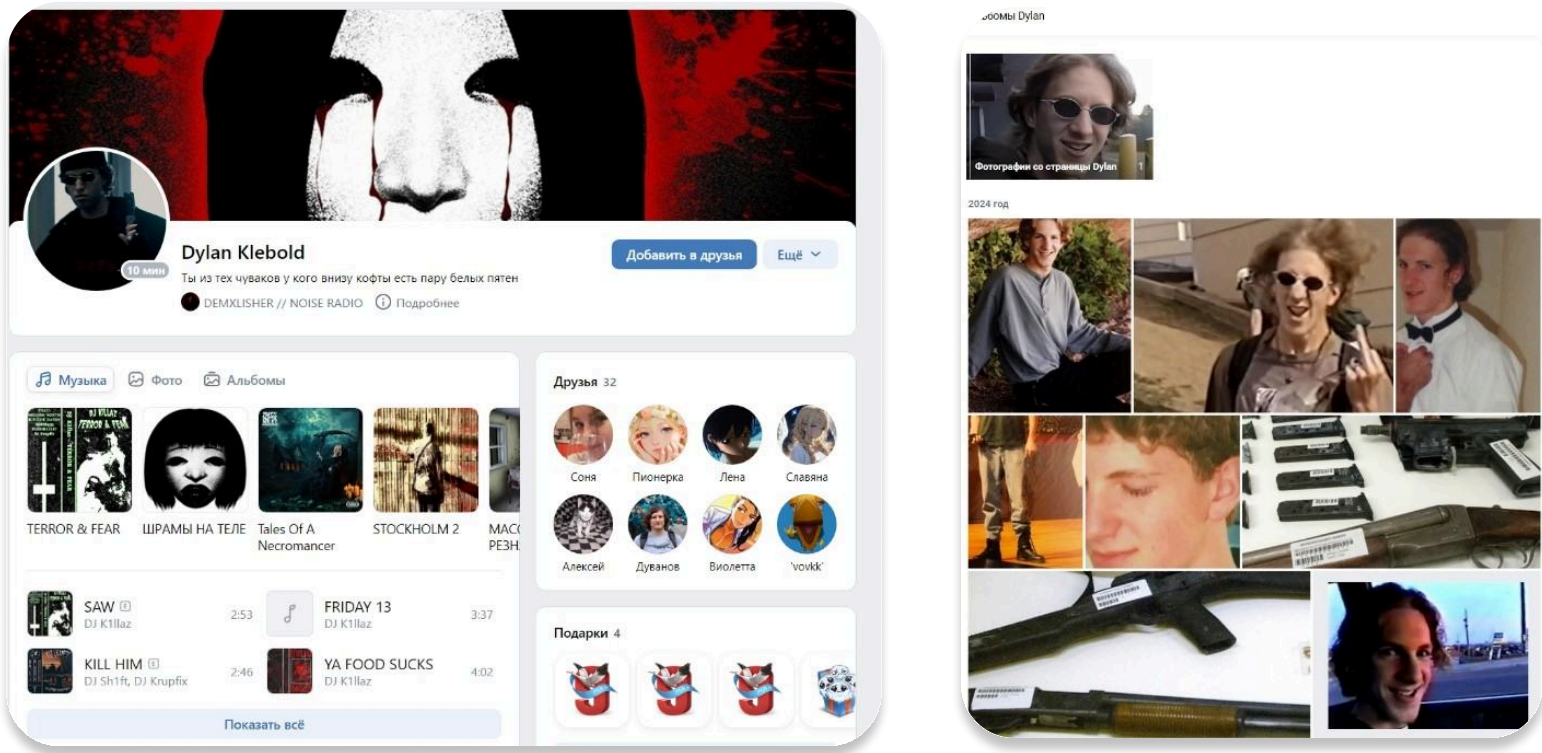 Dylan Klebold
Добавить в друзья
Ещё
10 мин
Ты из тех чуваков у кого внизу кофты есть пару белых пятен
DEMXLISHER // NOISE RADIO
Подробнее
Музыка
Фото
Альбомы
TERROR & FEAR
ШРАМЫ НА ТЕЛЕ
Tales Of A
Necromancer
STOCKHOLM 2
SAW
DJ K1llaz
2:53
FRIDAY 13
DJ K1llaz
3:37
KILL HIM
DJ Sh1ft, DJ Krupfix
2:46
YA FOOD SUCKS
DJ K1llaz
4:02
Показать всё
Друзья 32
Соня
Пионерка
Лена
Славяна
Алексей
Дуванов
Виолетта
'vovkk'
Подарки 4
Dylan
Фотографии со страницы Dylan 1
2024 год